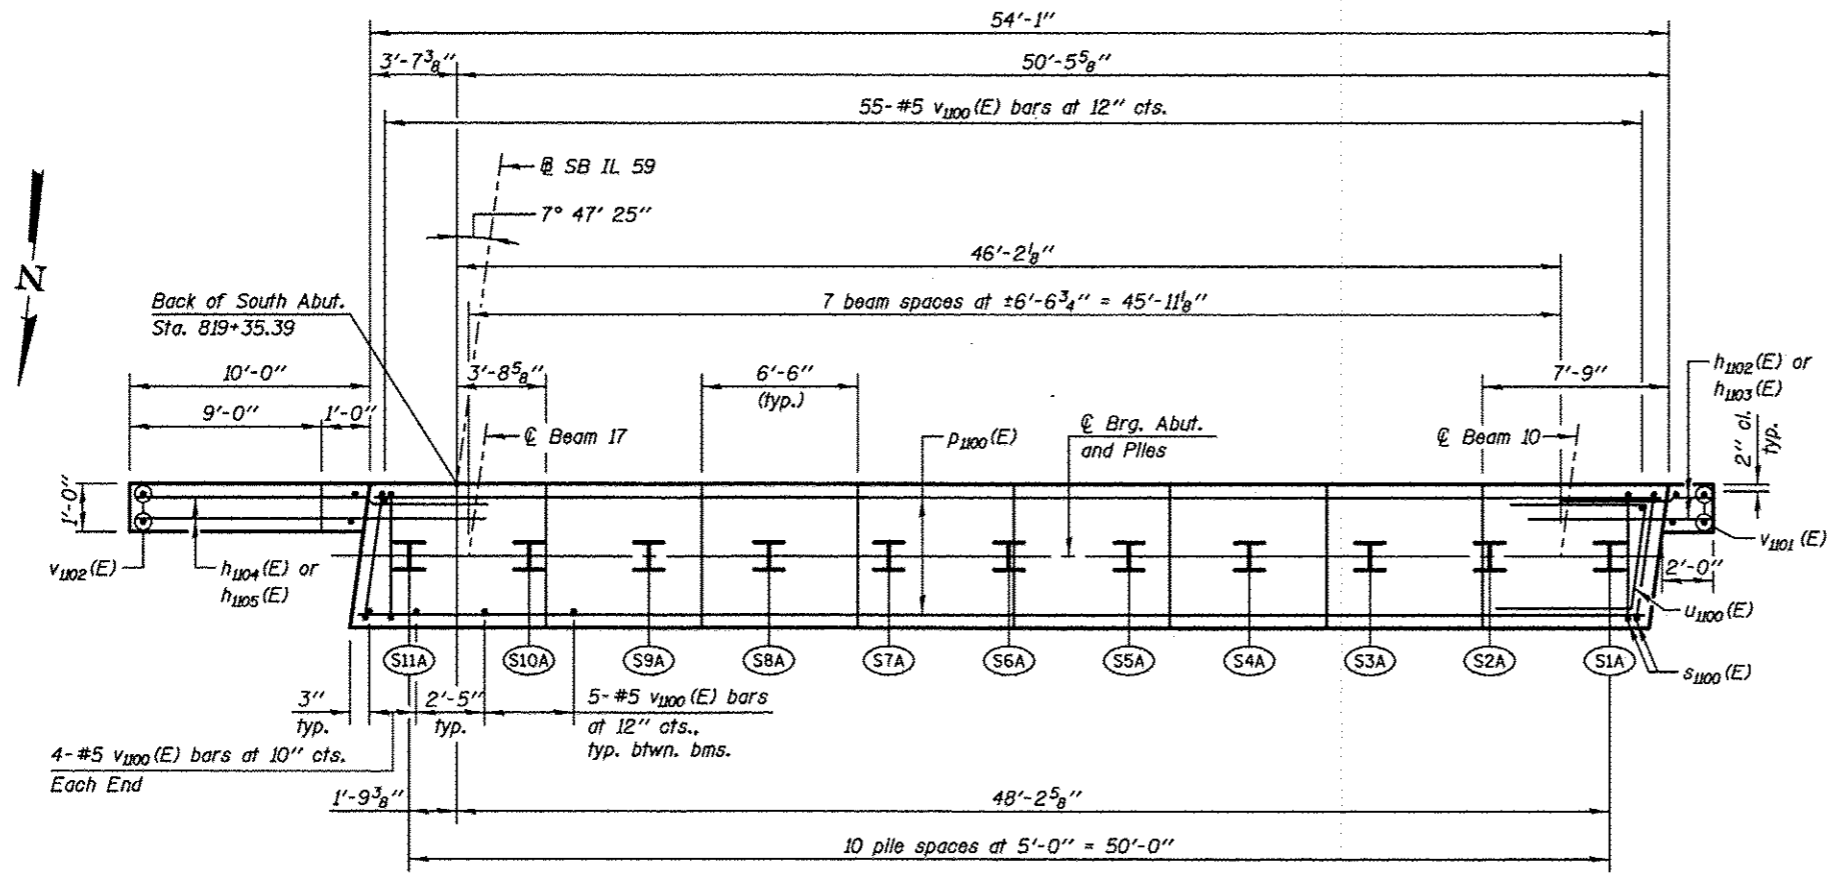 54'-1"
3'-7 3/8"
50'-5 5/8"
55-#5 v1100(E) bars at 12" cts.
℄ SB IL 59
7° 47' 25"
46'-2 1/8"
N
Back of South Abut.
Sta. 819+35.39
7 beam spaces at ±6'-6 3/4" = 45'-11 1/8"
10'-0"
3'-8 5/8"
6'-6"
(typ.)
7'-9"
h1102(E) or
h1103(E)
9'-0"
1'-0"
℄ Beam 17
p1100(E)
℄ Brg. Abut.
and Piles
℄ Beam 10
2" cl.
typ.
1'-0"
v1102(E)
h1104(E) or
h1105(E)
v1101(E)
2'-0"
u1100(E)
S11A
S10A
S9A
S8A
S7A
S6A
S5A
S4A
S3A
S2A
S1A
s1100(E)
3"
typ.
2'-5"
typ.
5-#5 v1100(E) bars
at 12" cts.,
typ. btwn. bms.
4-#5 v1100(E) bars at 10" cts.
Each End
1'-9 3/8"
48'-2 5/8"
10 pile spaces at 5'-0" = 50'-0"